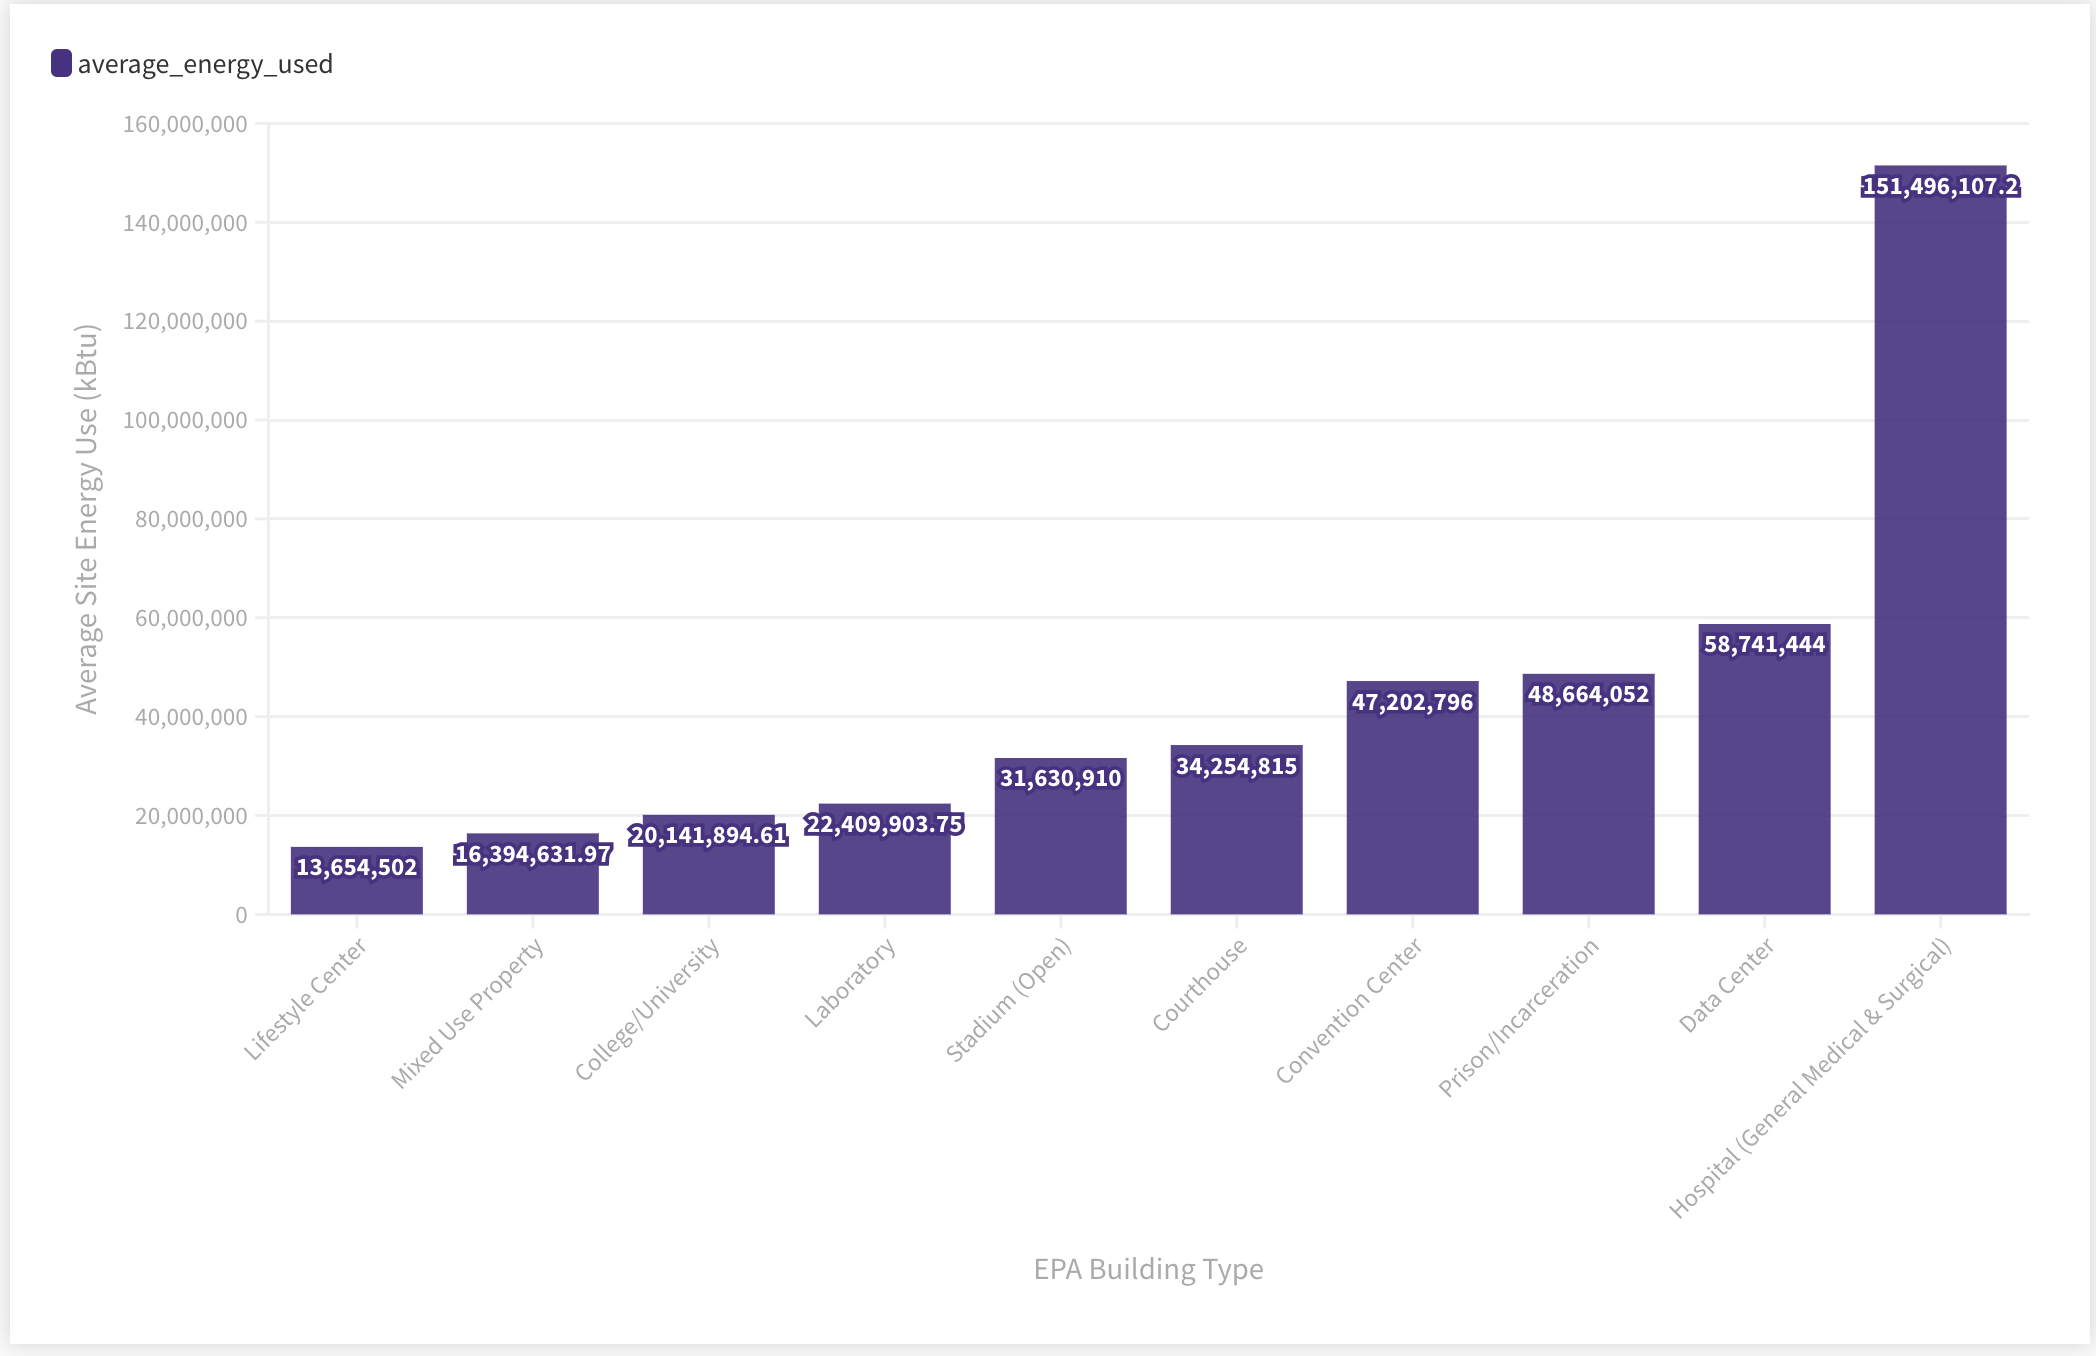 average_energy_used
160,000,000
140,000,000
120,000,000
100,000,000
80,000,000
60,000,000
40,000,000
20,000,000
0
Average Site Energy Use (kBtu)
13,654,502
16,394,631.97
20,141,894.61
22,409,903.75
31,630,910
34,254,815
47,202,796
48,664,052
58,741,444
151,496,107.2
Lifestyle Center
Mixed Use Property
College/University
Laboratory
Stadium (Open)
Courthouse
Convention Center
Prison/Incarceration
Data Center
Hospital (General Medical & Surgical)
EPA Building Type